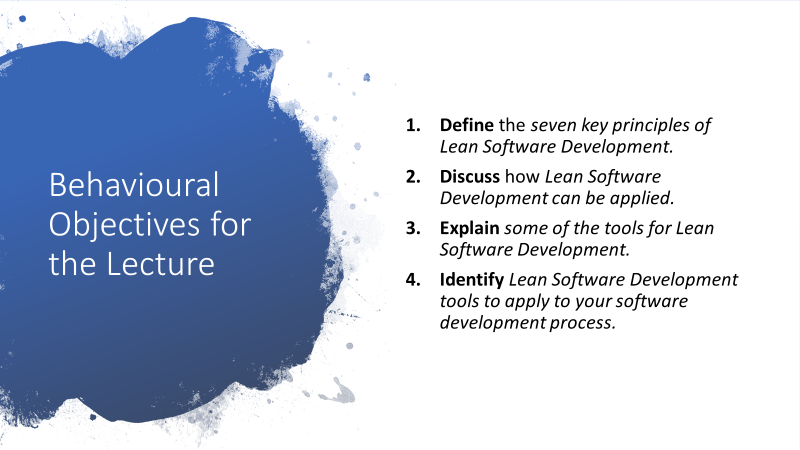 Behavioural
Objectives for
the Lecture
1. Define the seven key principles of
Lean Software Development.
2. Discuss how Lean Software
Development can be applied.
3. Explain some of the tools for Lean
Software Development.
4. Identify Lean Software Development
tools to apply to your software
development process.